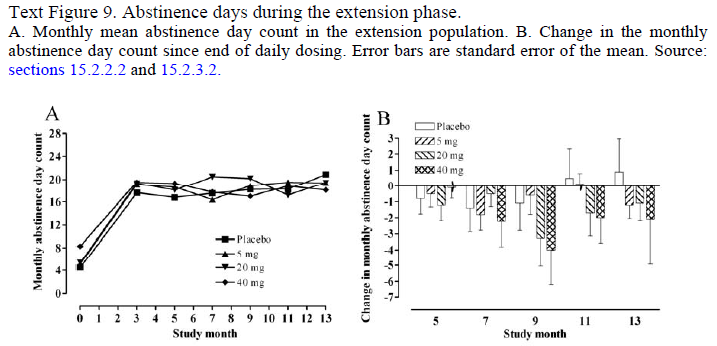 Text Figure 9. Abstinence days during the extension phase.
A. Monthly mean abstinence day count in the extension population. B. Change in the monthly
abstinence day count since end of daily dosing. Error bars are standard error of the mean. Source:
sections 15.2.2.2 and 15.2.3.2.
A
Monthly abstinence day count
28
24
20
16
12
8
4
0
Placebo
5 mg
20 mg
40 mg
0 1 2 3 4 5 6 7 8 9 10 11 12 13
Study month
B
Change in monthly abstinence day count
Placebo
5 mg
20 mg
40 mg
3
2
1
0
-1
-2
-3
-4
-5
-6
-7
5 7 9 11 13
Study month